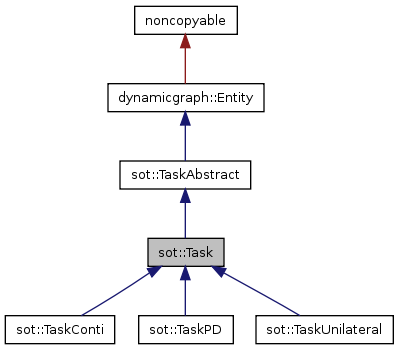 noncopyable
dynamicgraph::Entity
sot::TaskAbstract
sot::Task
sot::TaskConti
sot::TaskPD
sot::TaskUnilateral